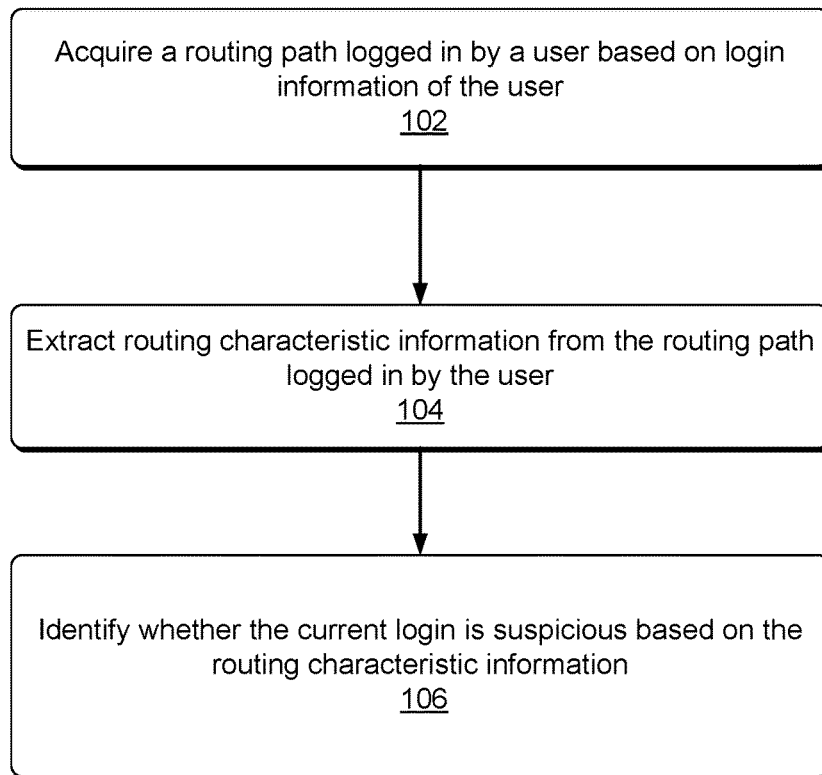 Acquire a routing path logged in by a user based on login
information of the user
102
Extract routing characteristic information from the routing path
logged in by the user
104
Identify whether the current login is suspicious based on the
routing characteristic information
106